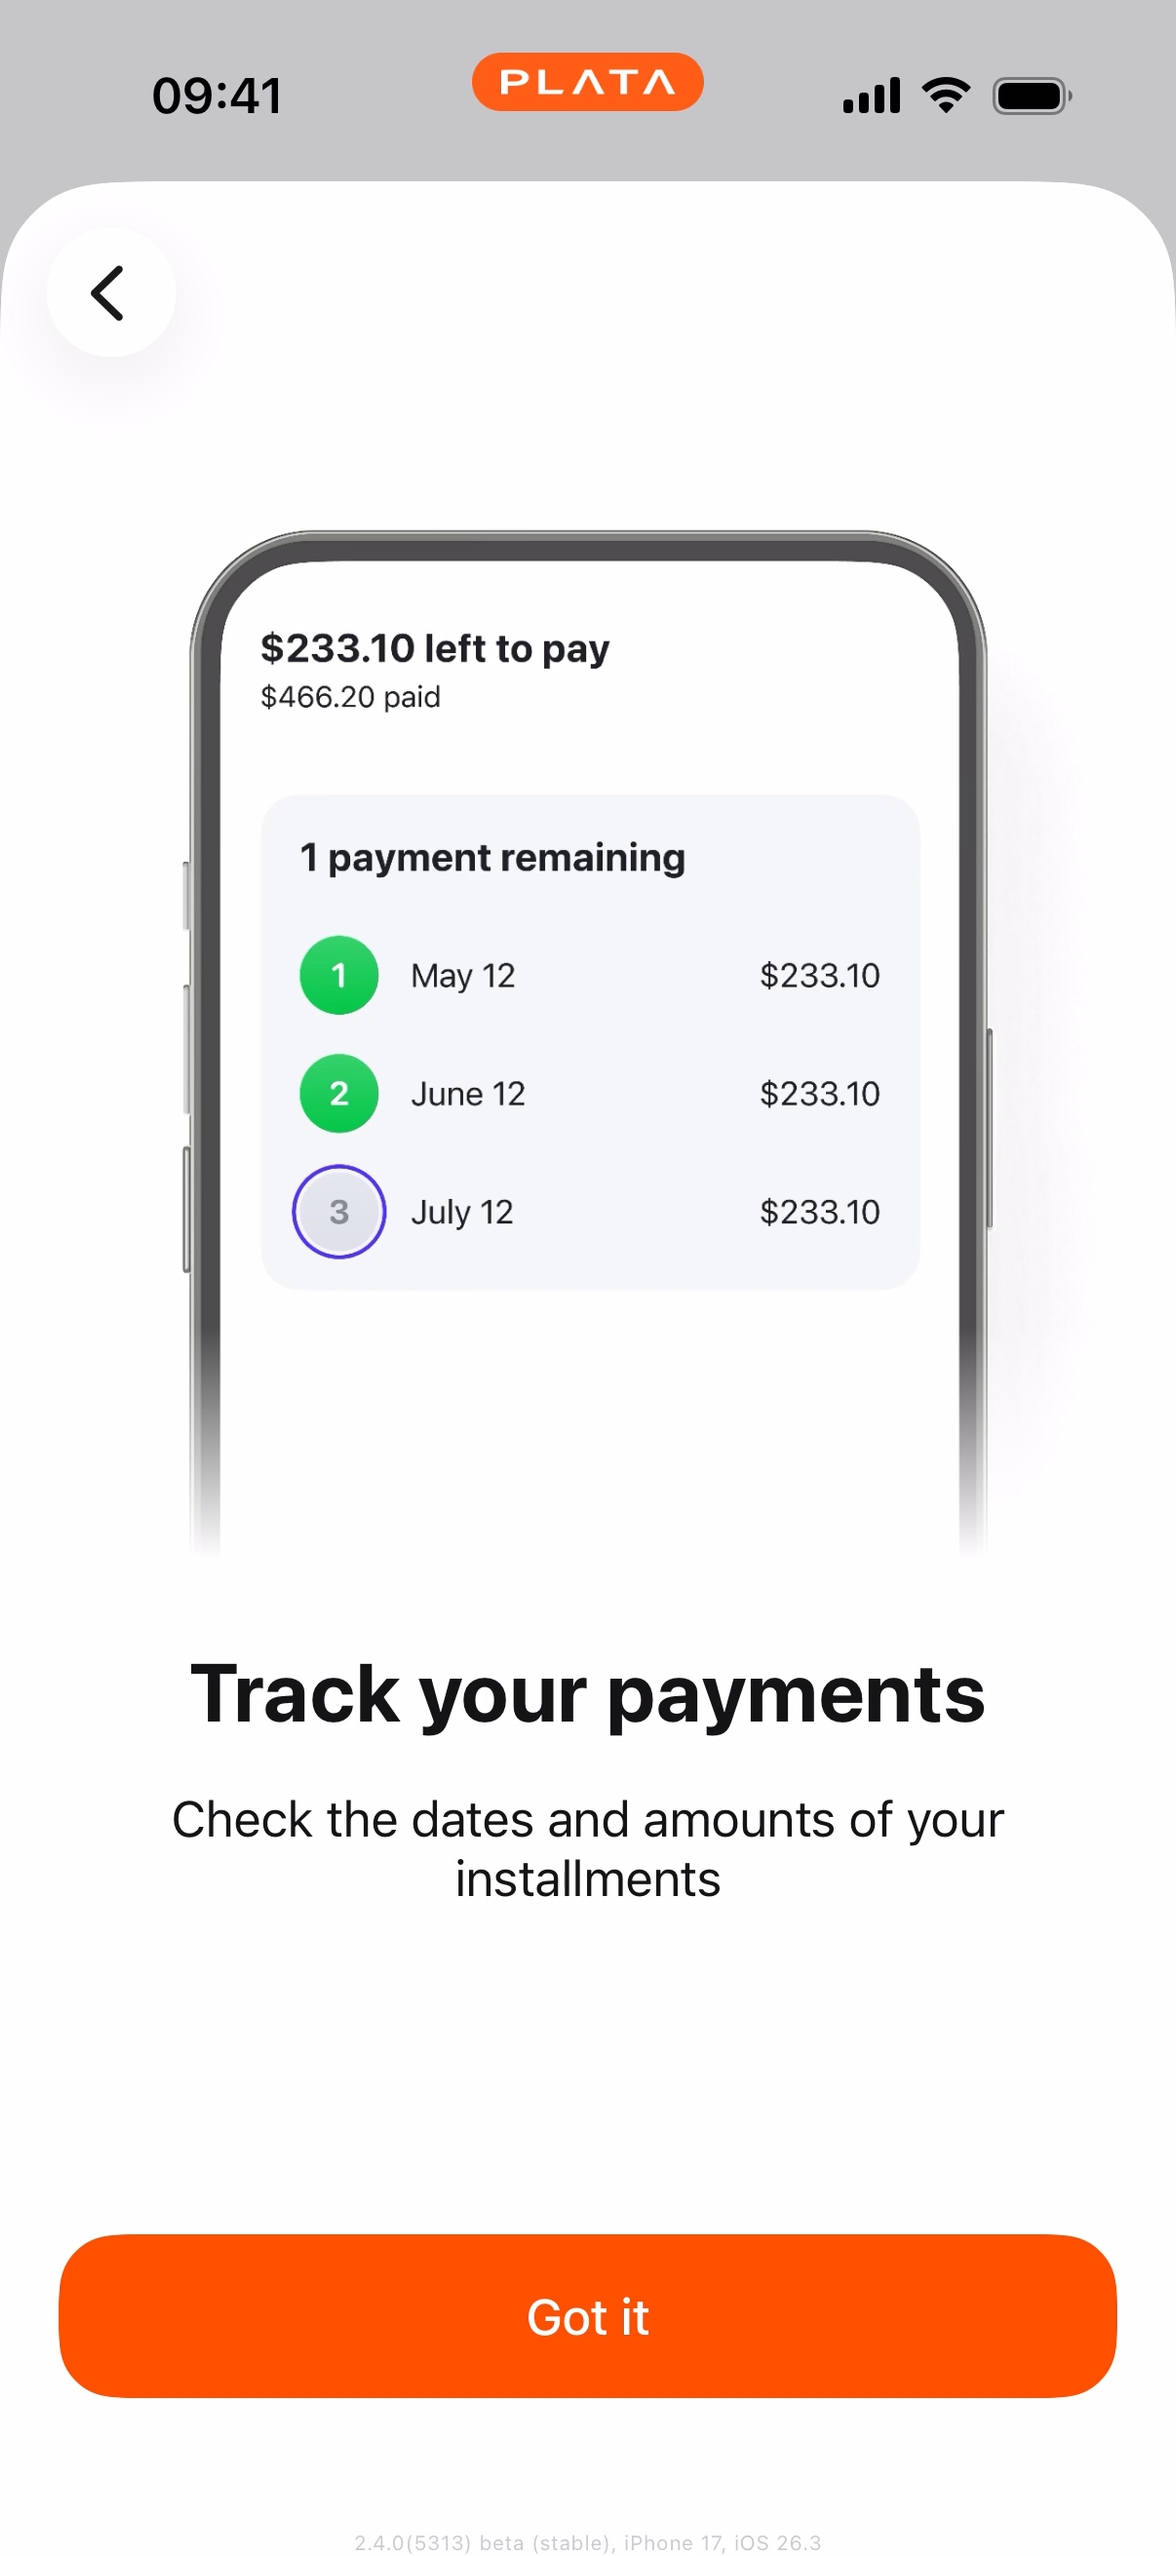 09:41
PLATA
$233.10 left to pay
$466.20 paid
1 payment remaining
1 May 12 $233.10
2 June 12 $233.10
3 July 12 $233.10
Track your payments
Check the dates and amounts of your
installments
Got it
2.4.0(5313) beta (stable), iPhone 17, iOS 26.3